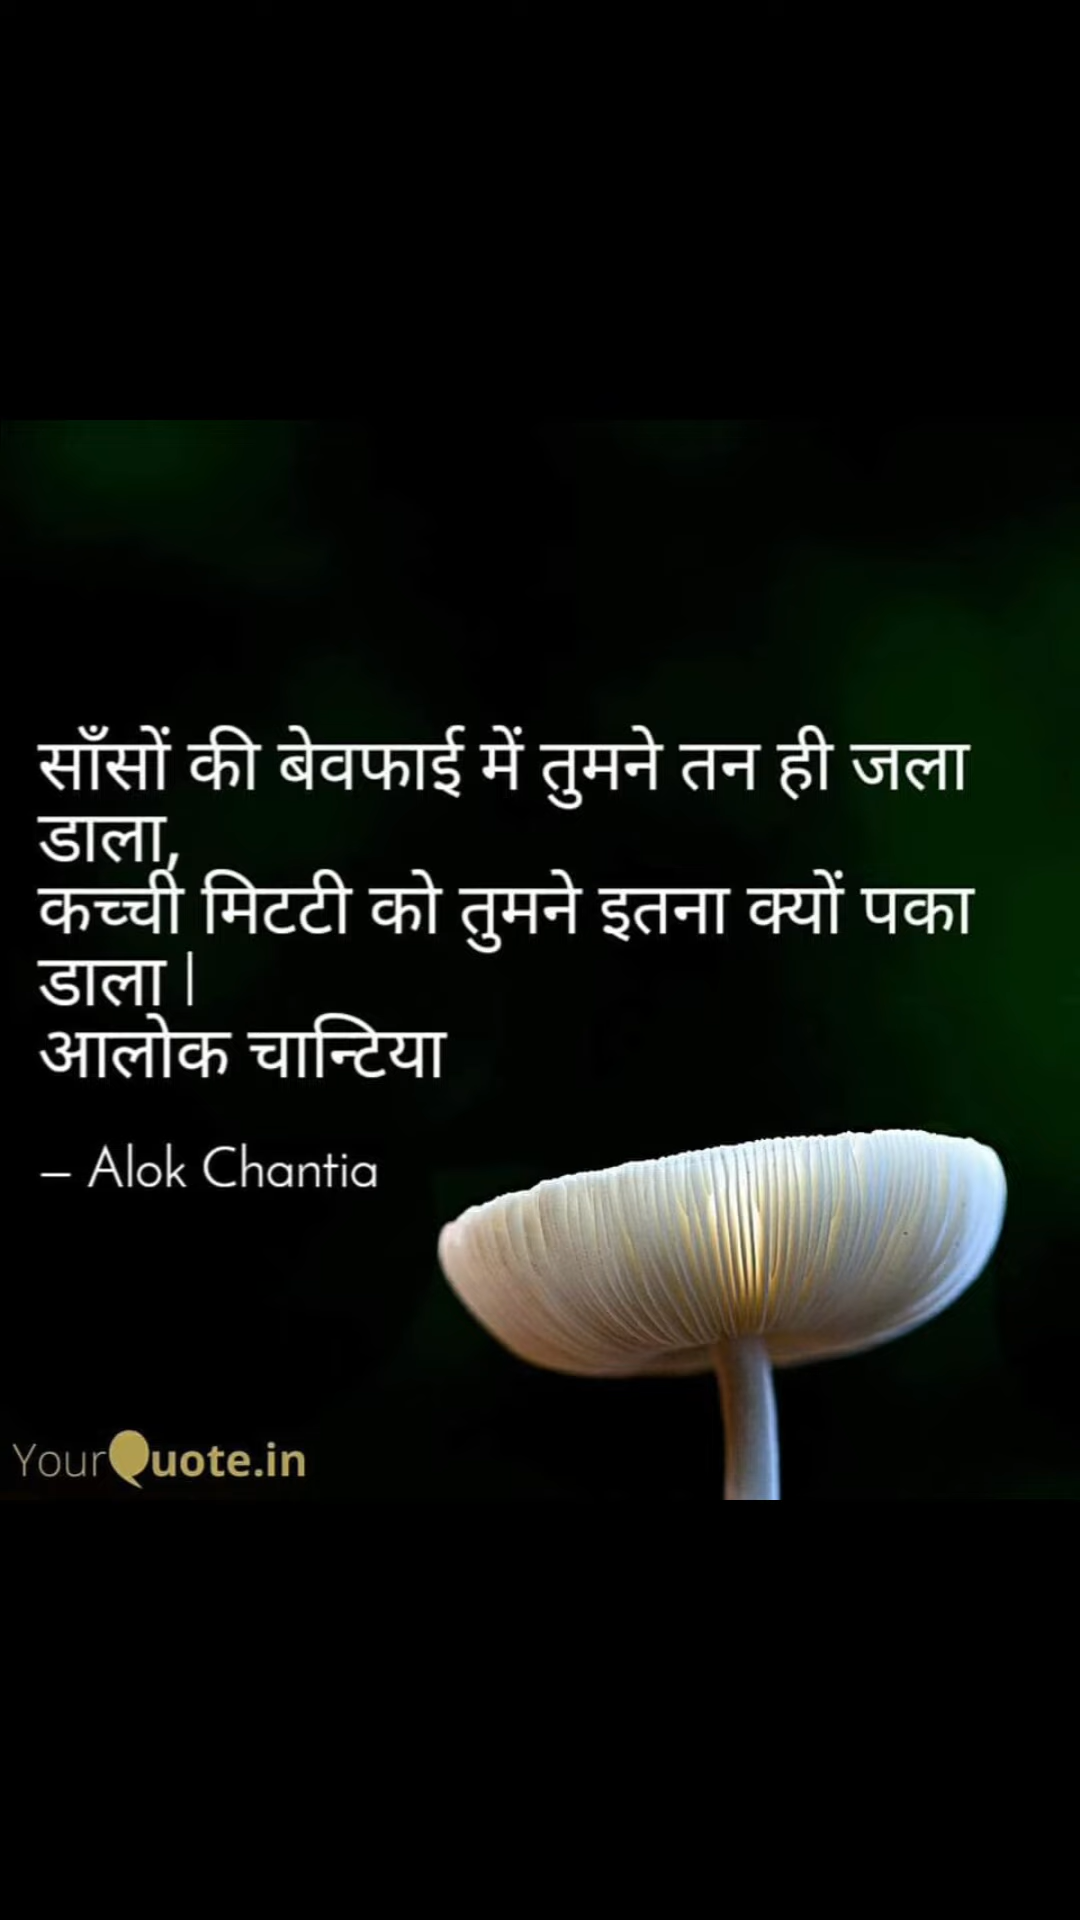 साँसों की बेवफाई में तुमने तन ही जला
डाला,
कच्ची मिटटी को तुमने इतना क्यों पका
डाला |
आलोक चान्टिया
– Alok Chantia
YourQuote.in